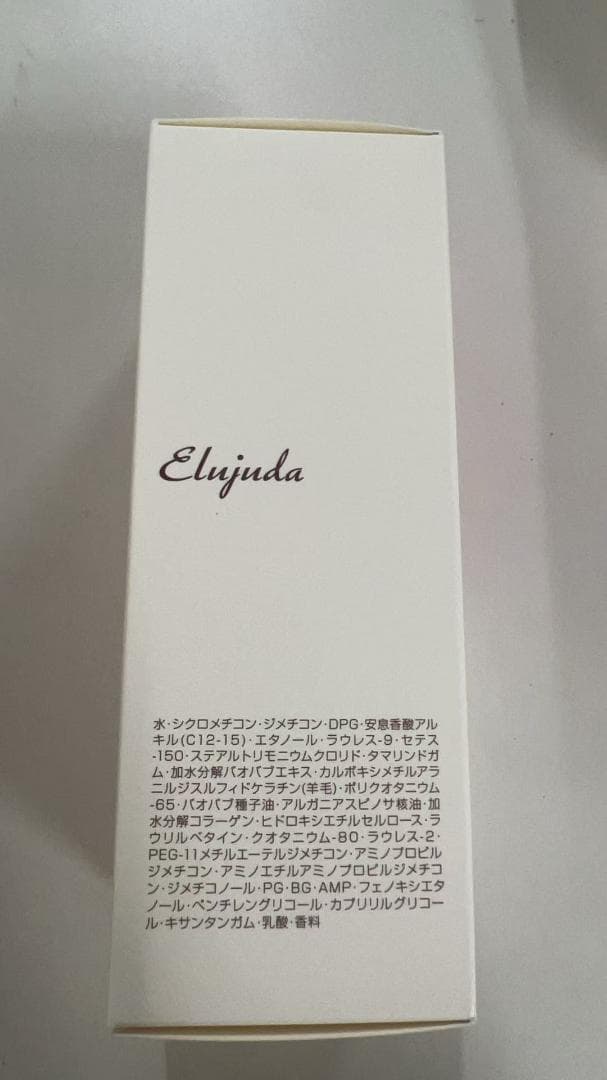 Elujuda
水・シクロメチコン・ジメチコン・DPG・安息香酸アル
キル(C12-15)・エタノール・ラウレス-9・セテス
-150・ステアルトリモニウムクロリド・タマリンドガ
ム・加水分解バオバブエキス・カルボキシメチルアラ
ニルジスルフィドケラチン(羊毛)・ポリクオタニウム
-65・バオバブ種子油・アルガニアスピノサ核油・加
水分解コラーゲン・ヒドロキシエチルセルロース・ラ
ウリルベタイン・クオタニウム-80・ラウレス-2・
PEG-11メチルエーテルジメチコン・アミノプロピル
ジメチコン・アミノエチルアミノプロピルジメチコ
ン・ジメチコノール・PG・BG・AMP・フェノキシエタ
ノール・ペンチレングリコール・カプリリルグリコー
ル・キサンタンガム・乳酸・香料